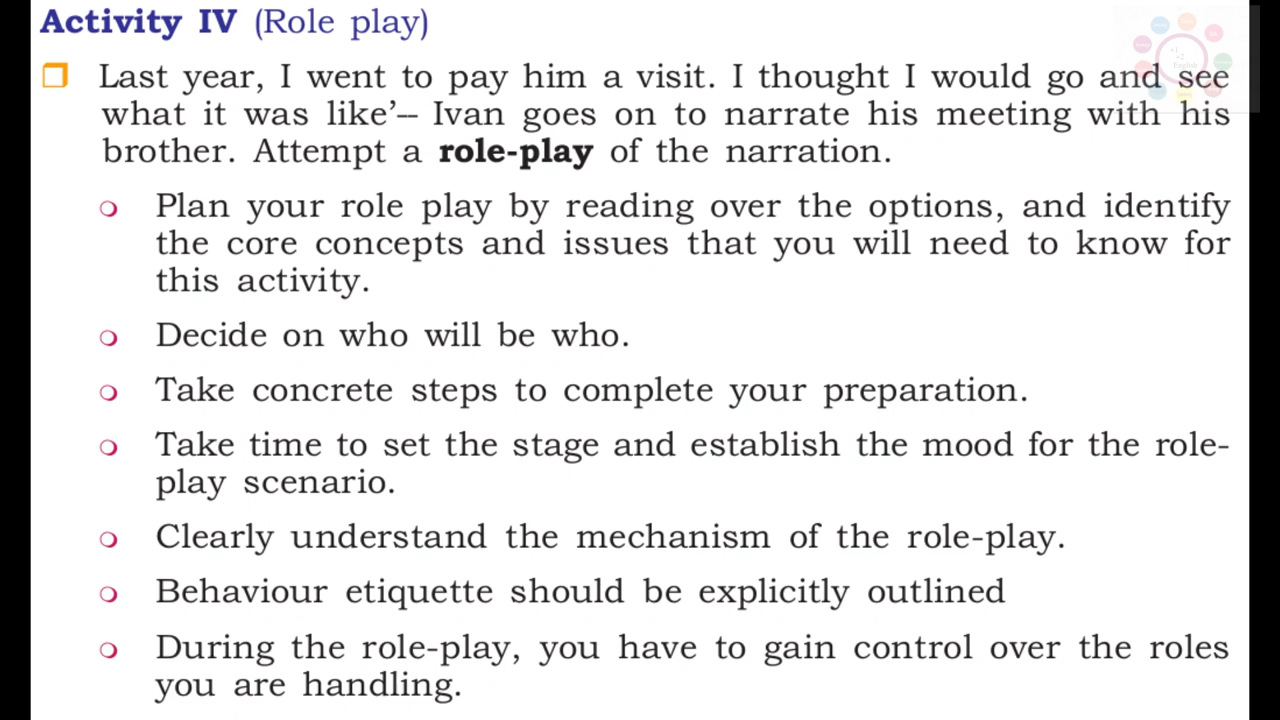 Activity IV (Role play)
❒ Last year, I went to pay him a visit. I thought I would go and see
what it was like’-- Ivan goes on to narrate his meeting with his
brother. Attempt a role-play of the narration.
❍ Plan your role play by reading over the options, and identify
the core concepts and issues that you will need to know for
this activity.
❍ Decide on who will be who.
❍ Take concrete steps to complete your preparation.
❍ Take time to set the stage and establish the mood for the role-
play scenario.
❍ Clearly understand the mechanism of the role-play.
❍ Behaviour etiquette should be explicitly outlined
❍ During the role-play, you have to gain control over the roles
you are handling.
+1
+2
English